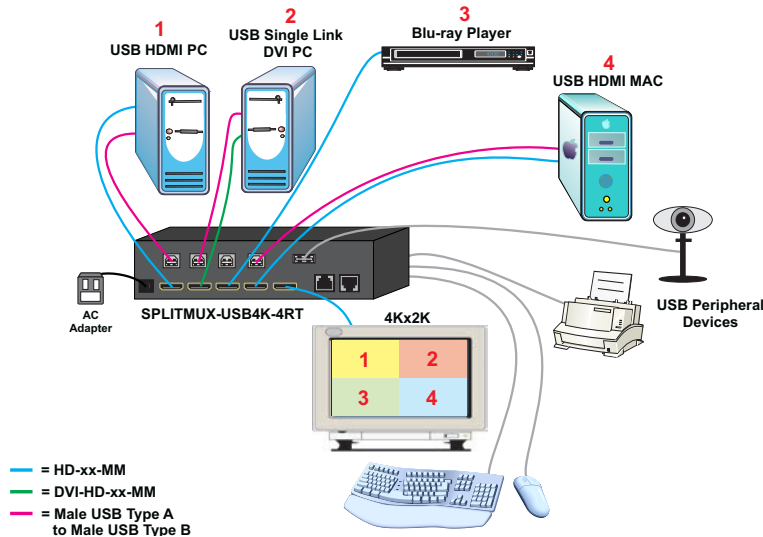 1
USB HDMI PC
2
USB Single Link
DVI PC
3
Blu-ray Player
4
USB HDMI MAC
AC
Adapter
SPLITMUX-USB4K-4RT
4Kx2K
USB Peripheral
Devices
1
2
3
4
= HD-xx-MM
= DVI-HD-xx-MM
= Male USB Type A
to Male USB Type B